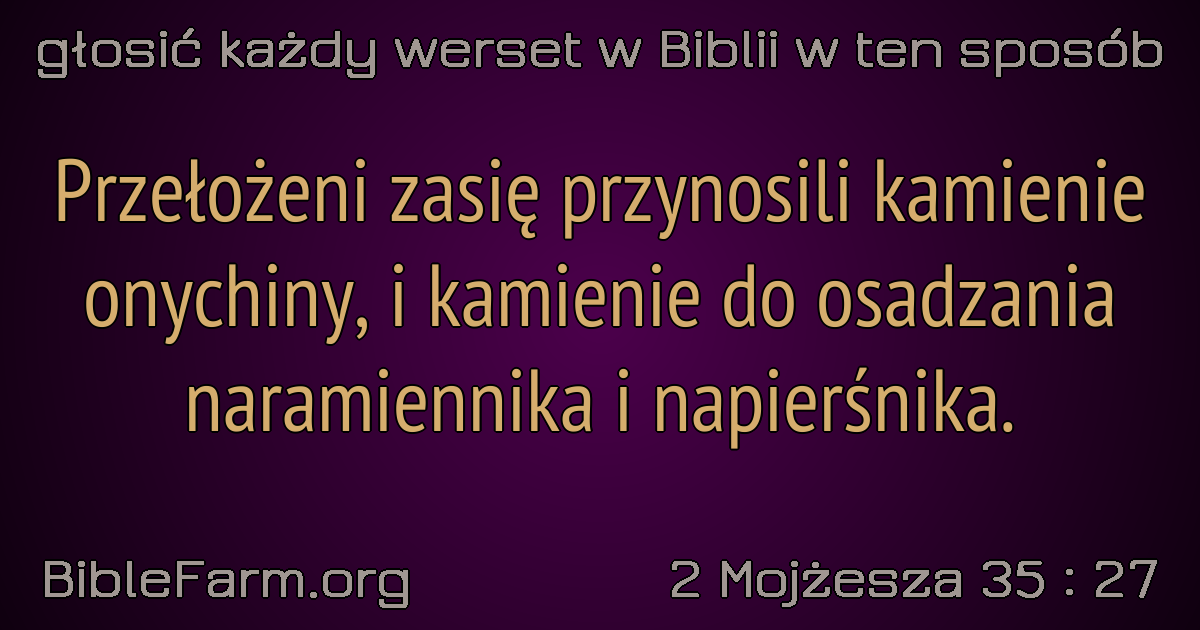 głosić każdy werset w Biblii w ten sposób
Przełożeni zasię przynosili kamienie
onychiny, i kamienie do osadzania
naramiennika i napierśnika.
BibleFarm.org
2 Mojżesza 35 : 27